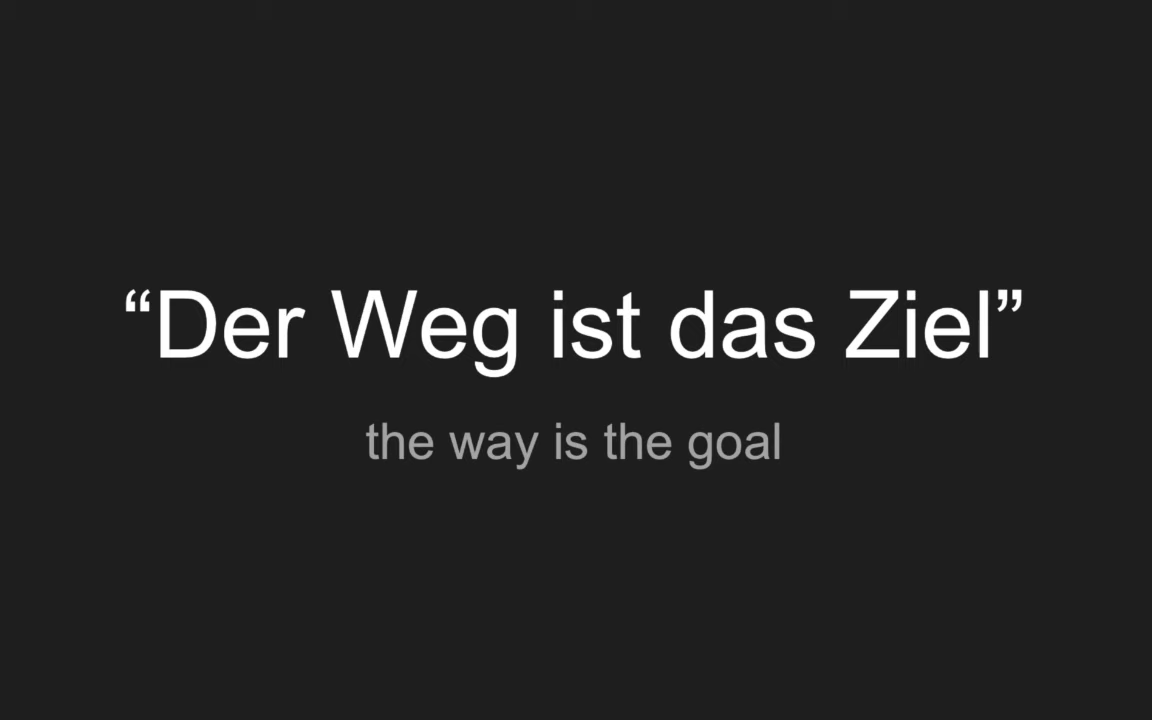 “Der Weg ist das Ziel”
the way is the goal